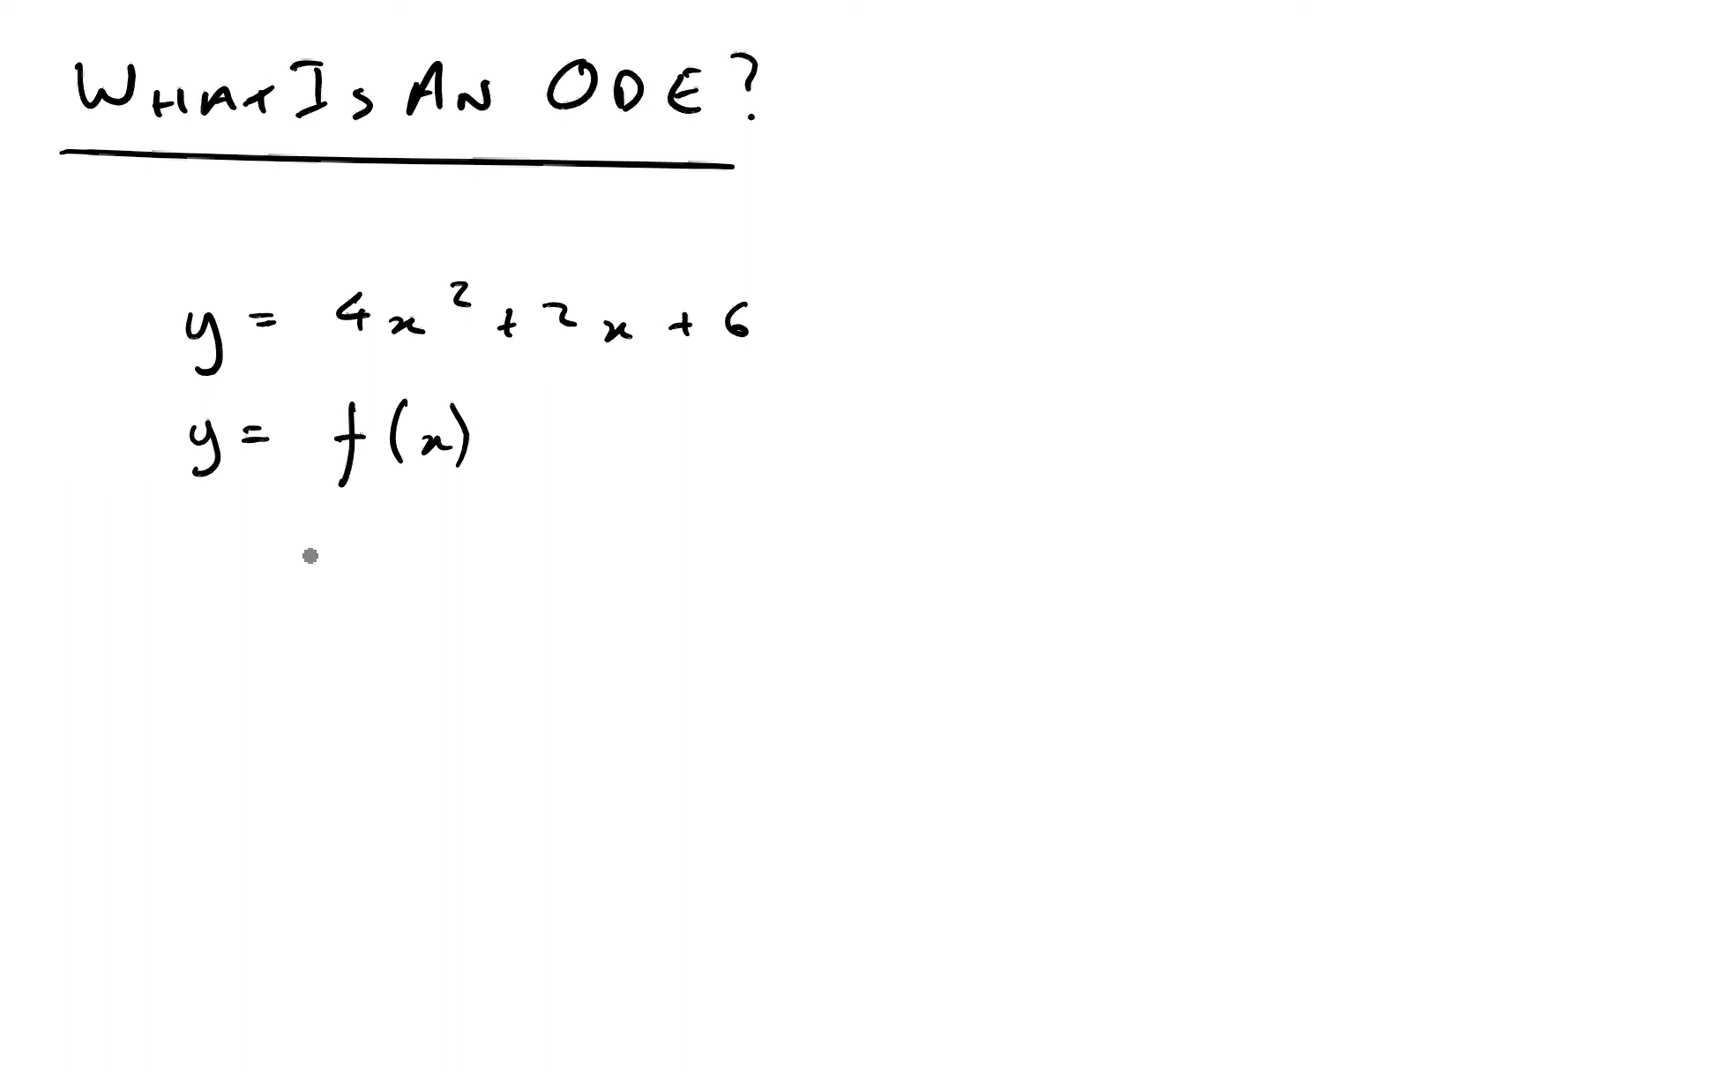 WHAT IS AN ODE?
y = 4x² + 2x + 6
y = f(x)